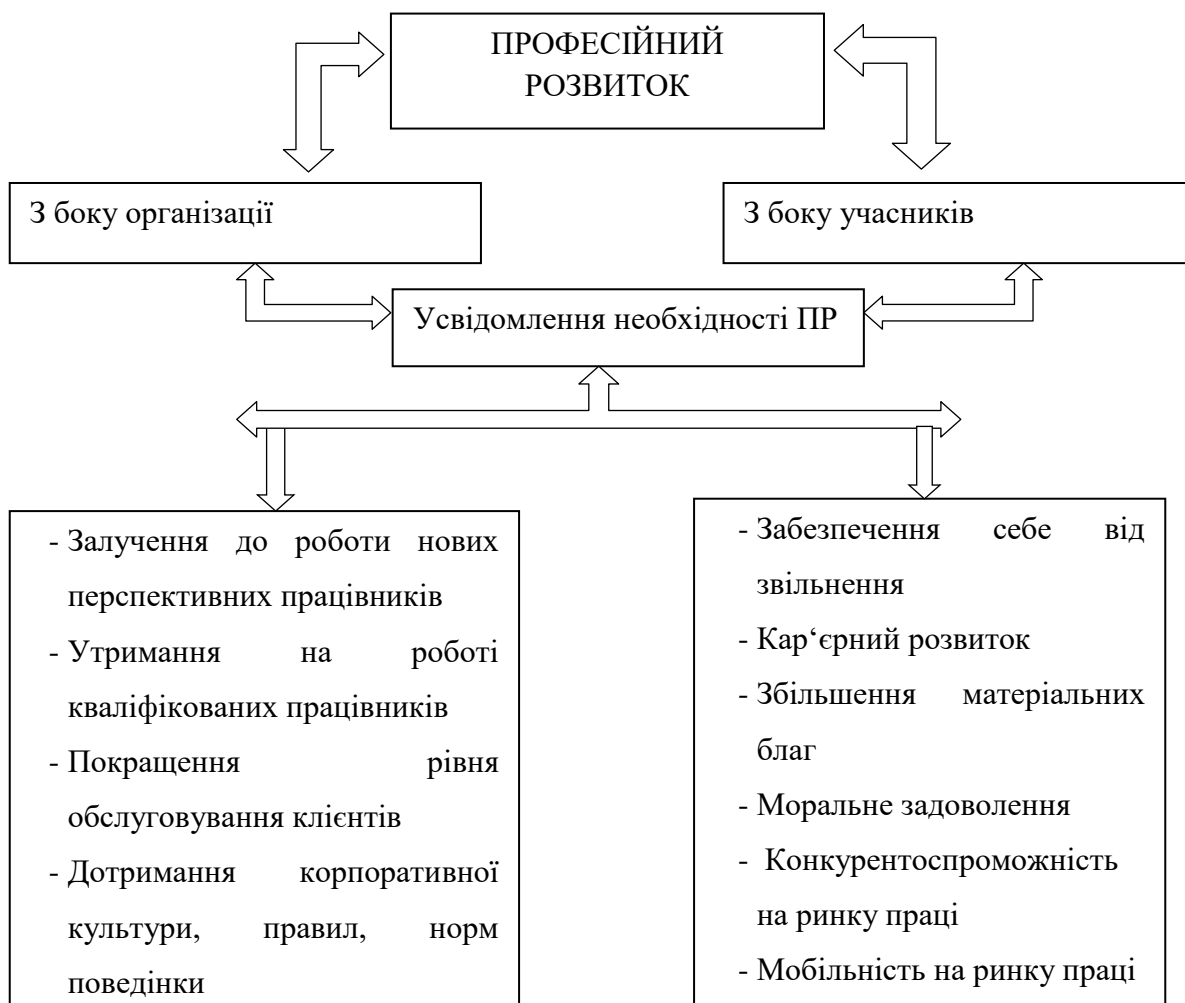 ПРОФЕСІЙНИЙ
РОЗВИТОК
З боку організації
З боку учасників
Усвідомлення необхідності ПР
- Залучення до роботи нових
перспективних працівників
- Утримання на роботі
кваліфікованих працівників
- Покращення рівня
обслуговування клієнтів
- Дотримання корпоративної
культури, правил, норм
поведінки
- Забезпечення себе від
звільнення
- Кар‘єрний розвиток
- Збільшення матеріальних
благ
- Моральне задоволення
- Конкурентоспроможність
на ринку праці
- Мобільність на ринку праці